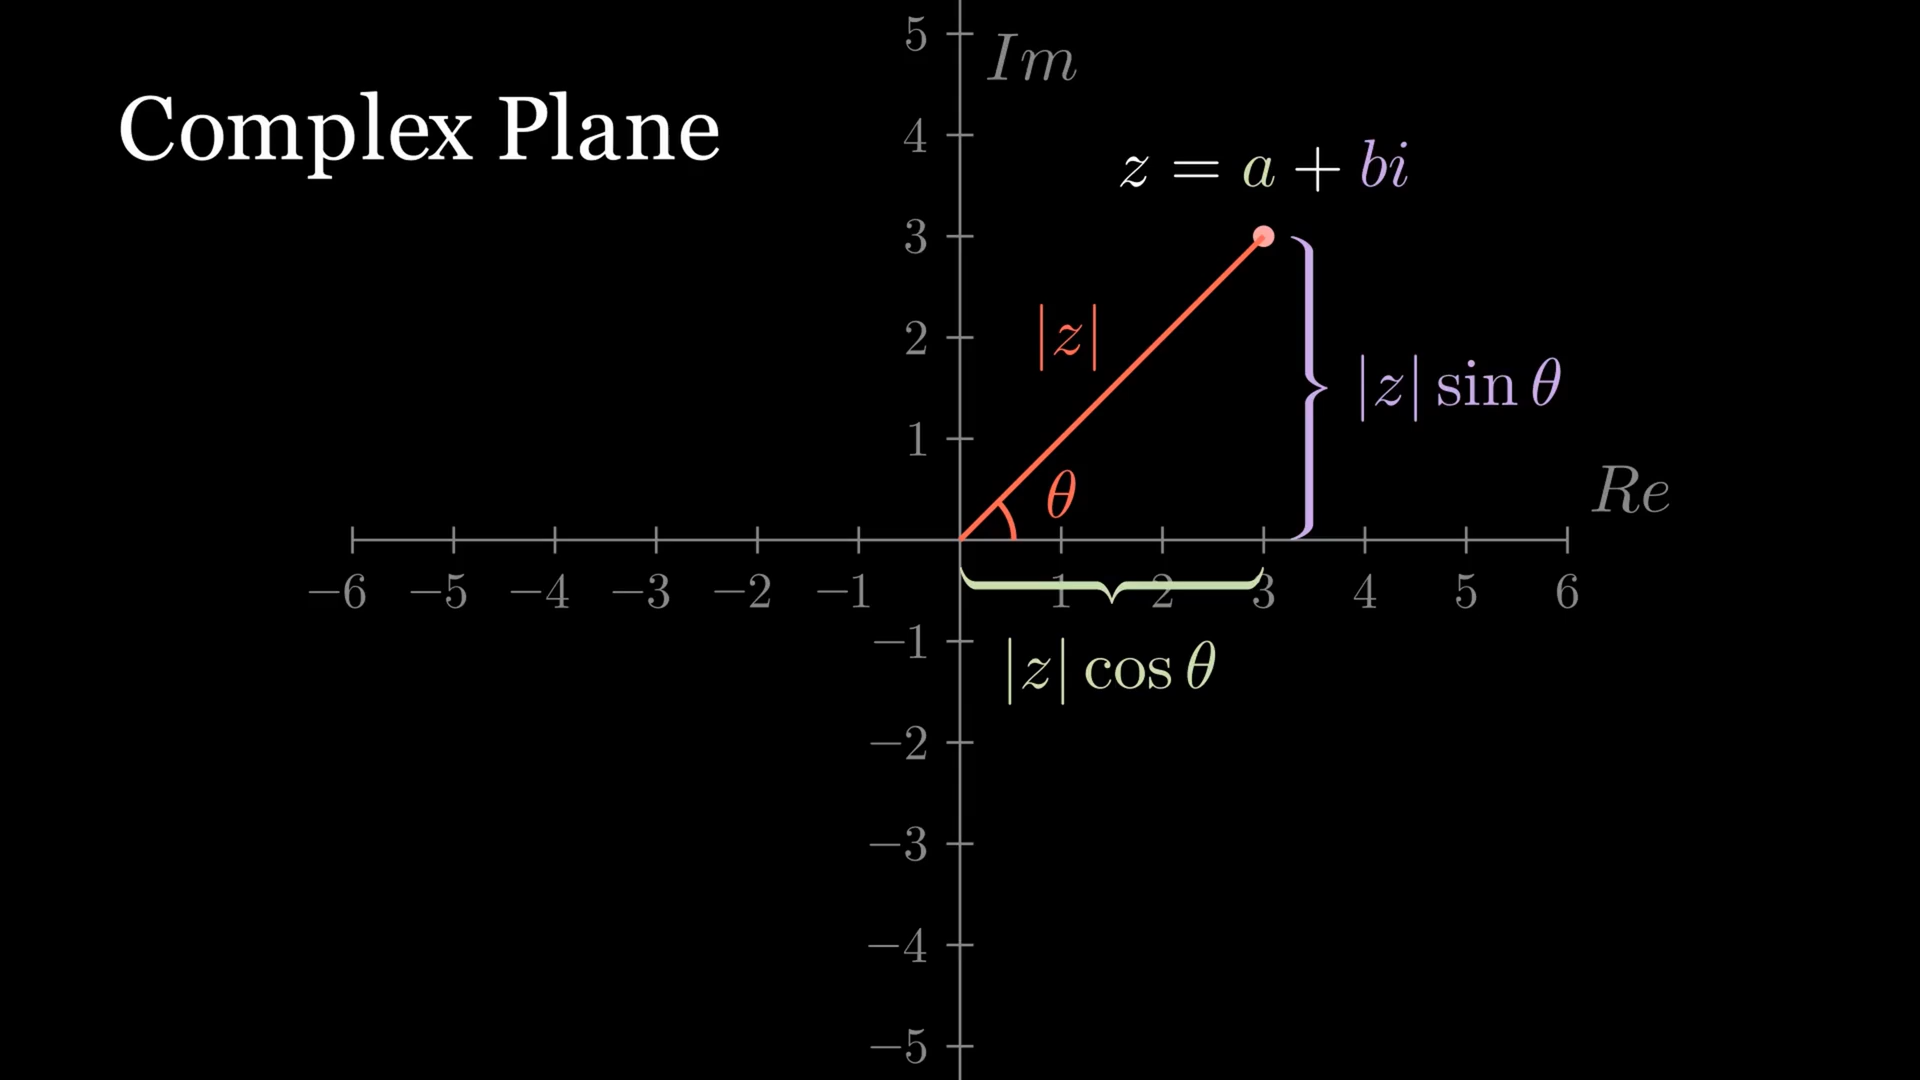 5
Im
Complex Plane
4
z = a + bi
3
|z|
2
|z| sin θ
1
θ
Re
−6 −5 −4 −3 −2 −1 1 2 3 4 5 6
−1
|z| cos θ
−2
−3
−4
−5